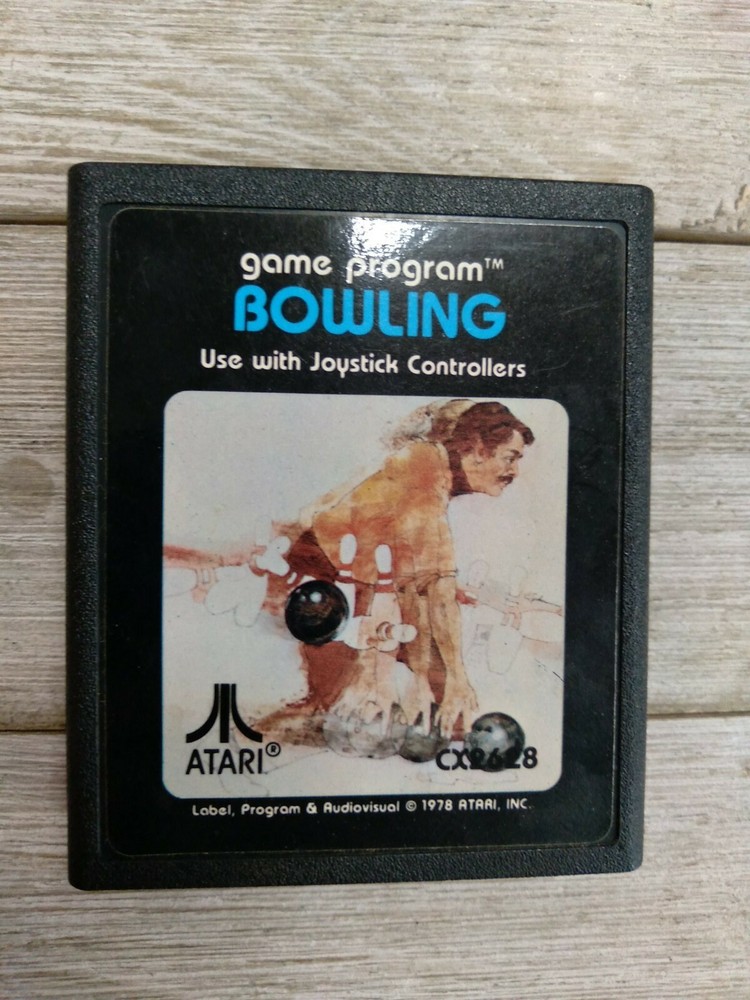 game program™
BOWLING
Use with Joystick Controllers
ATARI®
CX2628
Label, Program & Audiovisual © 1978 ATARI, INC.